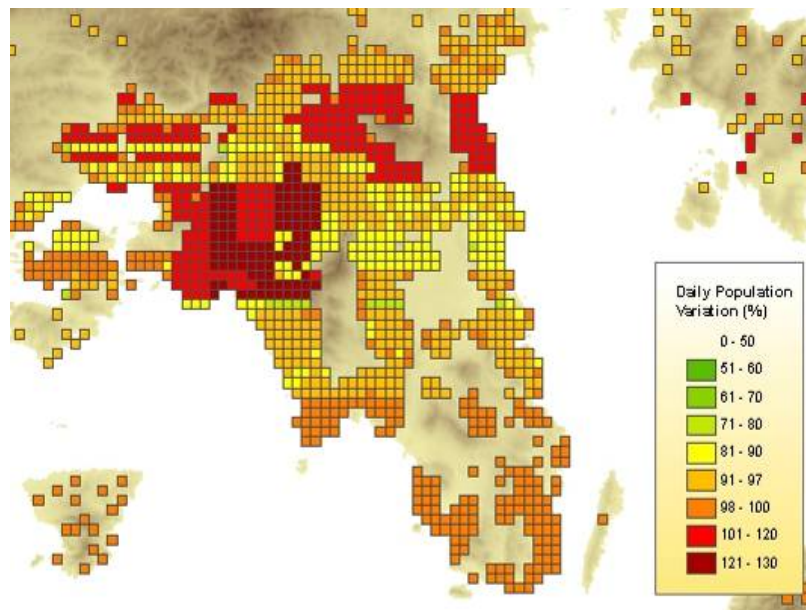 Daily Population
Variation (%)
0 - 50
51 - 60
61 - 70
71 - 80
81 - 90
91 - 97
98 - 100
101 - 120
121 - 130